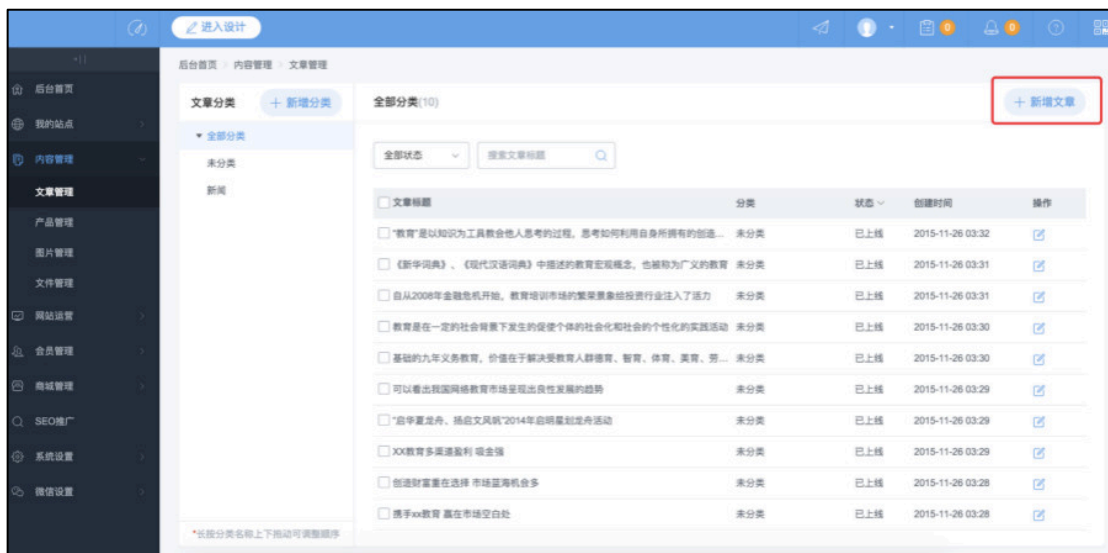 进入设计
0
0
后台首页 内容管理 文章管理
后台首页
我的站点
内容管理
文章管理
产品管理
图片管理
文件管理
网站运营
会员管理
商城管理
SEO推广
系统设置
微信设置
文章分类 + 新增分类
全部分类
未分类
新闻
*长按分类名称上下拖动可调整顺序
全部分类(10) + 新增文章
全部状态 搜索文章标题
文章标题 分类 状态 创建时间 操作
“教育”是以知识为工具教会他人思考的过程，思考如何利用自身所拥有的创造... 未分类 已上线 2015-11-26 03:32
《新华词典》、《现代汉语词典》中描述的教育宏观概念，也被称为广义的教育 未分类 已上线 2015-11-26 03:31
自从2008年金融危机开始，教育培训市场的繁荣景象给投资行业注入了活力 未分类 已上线 2015-11-26 03:31
教育是在一定的社会背景下发生的促使个体的社会化和社会的个性化的实践活动 未分类 已上线 2015-11-26 03:30
基础的九年义务教育，价值在于解决受教育人群德育、智育、体育、美育、劳... 未分类 已上线 2015-11-26 03:30
可以看出我国网络教育市场呈现出良性发展的趋势 未分类 已上线 2015-11-26 03:29
“启华夏龙舟、扬启文风帆”2014年启明星划龙舟活动 未分类 已上线 2015-11-26 03:29
XX教育多渠道盈利 吸金强 未分类 已上线 2015-11-26 03:29
创造财富重在选择 市场蓝海机会多 未分类 已上线 2015-11-26 03:28
携手xx教育 赢在市场空白处 未分类 已上线 2015-11-26 03:28